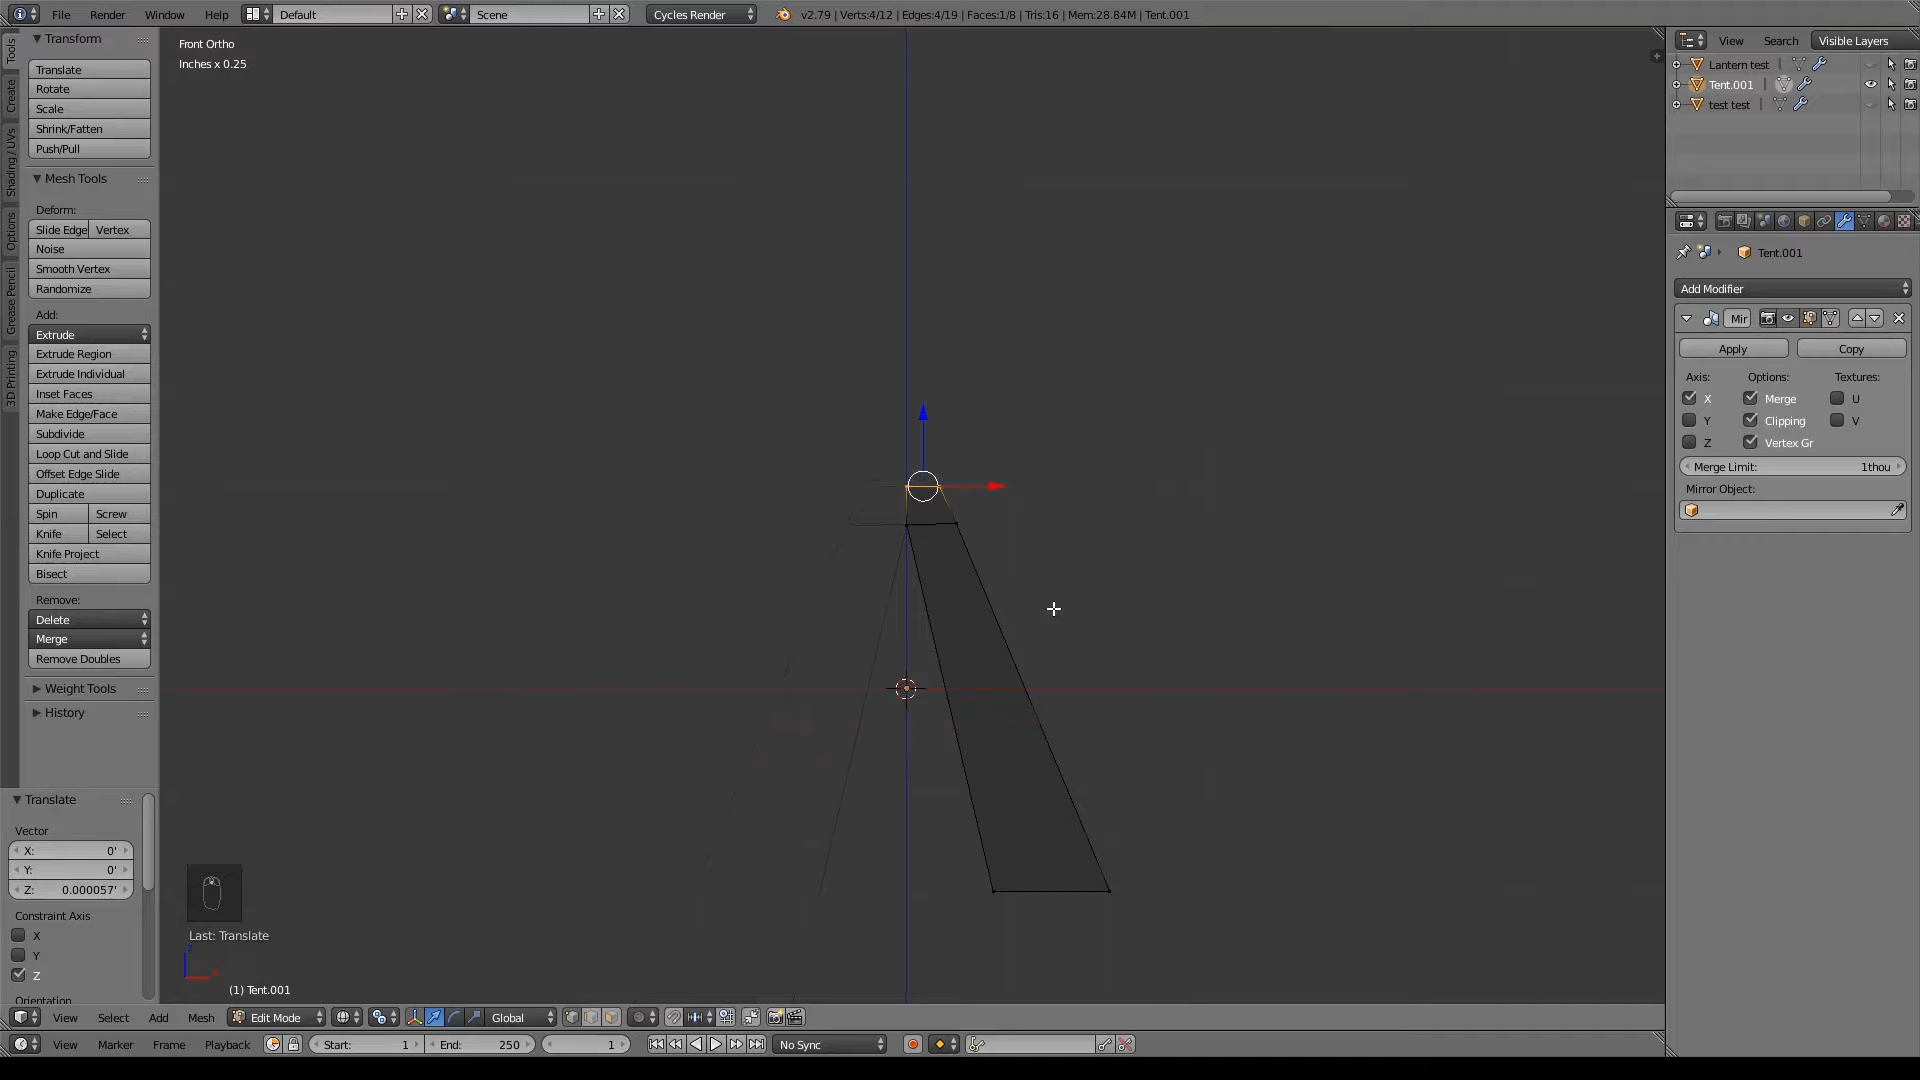 File Render Window Help Default Scene Cycles Render v2.79 | Verts:4/12 | Edges:4/19 | Faces:1/8 | Tris:16 | Mem:28.84M | Tent.001
Tools
Create
Shading / UVs
Options
Grease Pencil
3D Printing
Transform
Translate
Rotate
Scale
Shrink/Fatten
Push/Pull
Mesh Tools
Deform:
Slide Edge Vertex
Noise
Smooth Vertex
Randomize
Add:
Extrude
Extrude Region
Extrude Individual
Inset Faces
Make Edge/Face
Subdivide
Loop Cut and Slide
Offset Edge Slide
Duplicate
Spin Screw
Knife Select
Knife Project
Bisect
Remove:
Delete
Merge
Remove Doubles
Weight Tools
History
Translate
Vector
X: 0'
Y: 0'
Z: 0.000057'
Constraint Axis
X
Y
Z
Orientation
Front Ortho
Inches x 0.25
Last: Translate
(1) Tent.001
View Search Visible Layers
Lantern test
Tent.001
test test
Tent.001
Add Modifier
Mir
Apply Copy
Axis: Options: Textures:
X Merge U
Y Clipping V
Z Vertex Gr
Merge Limit: 1thou
Mirror Object:
View Select Add Mesh Edit Mode Global
View Marker Frame Playback Start: 1 End: 250 1 No Sync